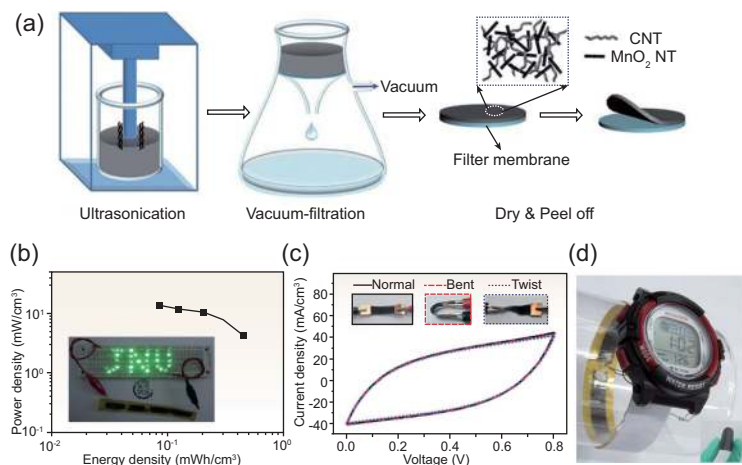 (a)
CNT
MnO₂ NT
Vacuum
Filter membrane
Ultrasonication
Vacuum-filtration
Dry & Peel off
(b)
Power density (mW/cm³)
10²
10¹
10⁰
10⁻¹
10⁻²
10⁻¹
10⁰
Energy density (mWh/cm³)
JNU
(c)
Current density (mA/cm³)
80
60
40
20
0
−20
−40
Normal
Bent
Twist
0.0
0.2
0.4
0.6
0.8
Voltage (V)
(d)
WATER RESIST